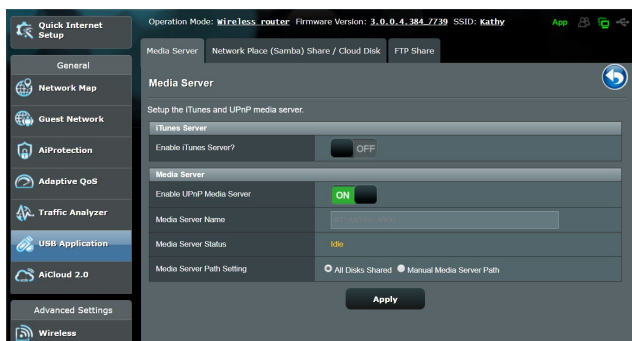 Quick Internet
Setup
Operation Mode: Wireless router Firmware Version: 3.0.0.4.384_7739 SSID: Kathy App
Media Server Network Place (Samba) Share / Cloud Disk FTP Share
General
Network Map
Guest Network
AiProtection
Adaptive QoS
Traffic Analyzer
USB Application
AiCloud 2.0
Advanced Settings
Wireless
Media Server
Setup the iTunes and UPnP media server.
iTunes Server
Enable iTunes Server? OFF
Media Server
Enable UPnP Media Server ON
Media Server Name
Media Server Status Idle
Media Server Path Setting All Disks Shared Manual Media Server Path
Apply